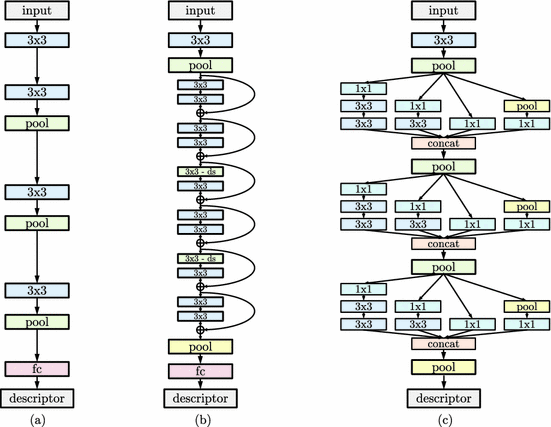 input
3x3
3x3
pool
3x3
pool
3x3
pool
fc
descriptor
(a)
input
3x3
pool
3x3
3x3
3x3
3x3
3x3 - ds
3x3
3x3
3x3
3x3 - ds
3x3
3x3
3x3
pool
fc
descriptor
(b)
input
3x3
pool
1x1
3x3 1x1 pool
3x3 3x3 1x1 1x1
concat
pool
1x1
3x3 1x1 pool
3x3 3x3 1x1 1x1
concat
pool
1x1
3x3 1x1 pool
3x3 3x3 1x1 1x1
concat
pool
fc
descriptor
(c)